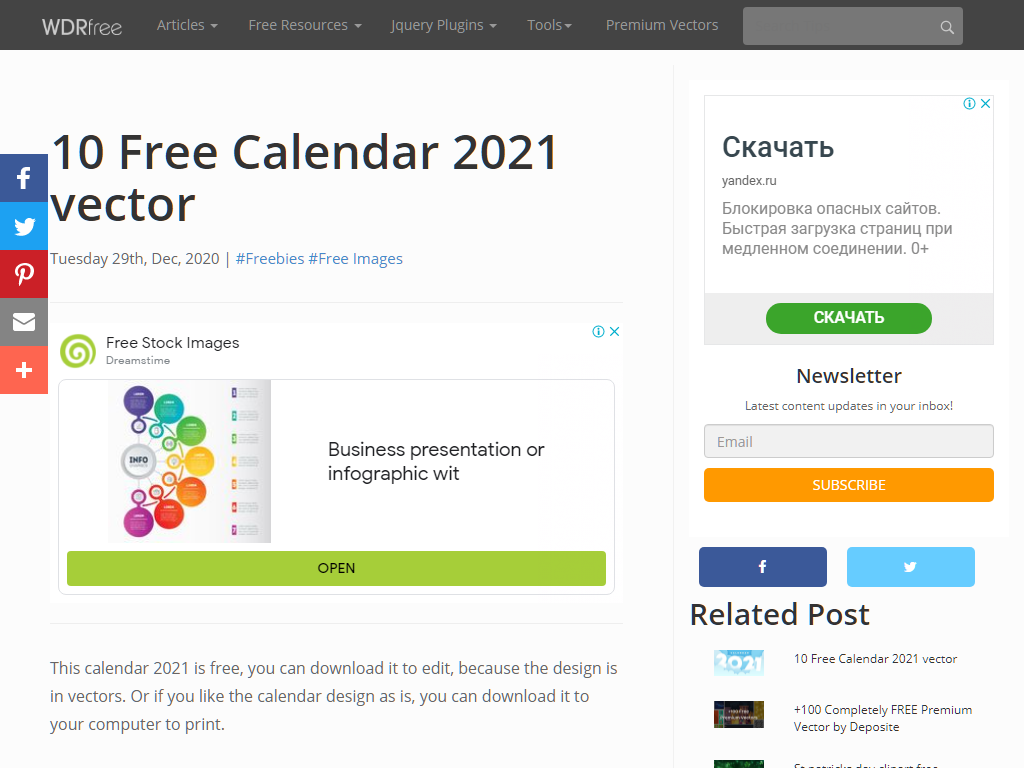 WDRfree
Articles
Free Resources
Jquery Plugins
Tools
Premium Vectors
10 Free Calendar 2021
vector
Tuesday 29th, Dec, 2020 | #Freebies #Free Images
Free Stock Images
Dreamstime
INFO
Business presentation or
infographic wit
OPEN
This calendar 2021 is free, you can download it to edit, because the design is
in vectors. Or if you like the calendar design as is, you can download it to
your computer to print.
Скачать
yandex.ru
Блокировка опасных сайтов.
Быстрая загрузка страниц при
медленном соединении. 0+
СКАЧАТЬ
Newsletter
Latest content updates in your inbox!
Email
SUBSCRIBE
Related Post
2021
10 Free Calendar 2021 vector
+100 Completely FREE Premium
Vector by Deposite
St patricks day clipart free